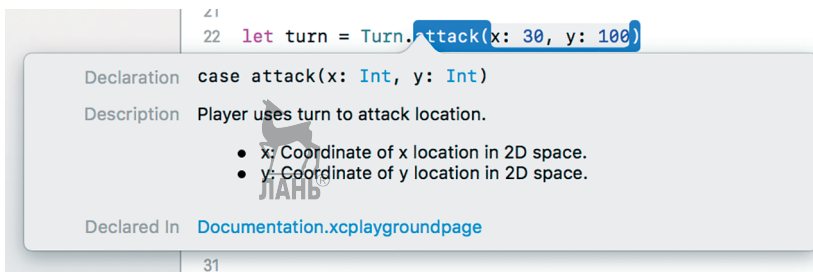 21
22 let turn = Turn.attack(x: 30, y: 100)
Declaration case attack(x: Int, y: Int)
Description Player uses turn to attack location.
• x: Coordinate of x location in 2D space.
• y: Coordinate of y location in 2D space.
ЛАНЬ®
Declared In Documentation.xcplaygroundpage
31